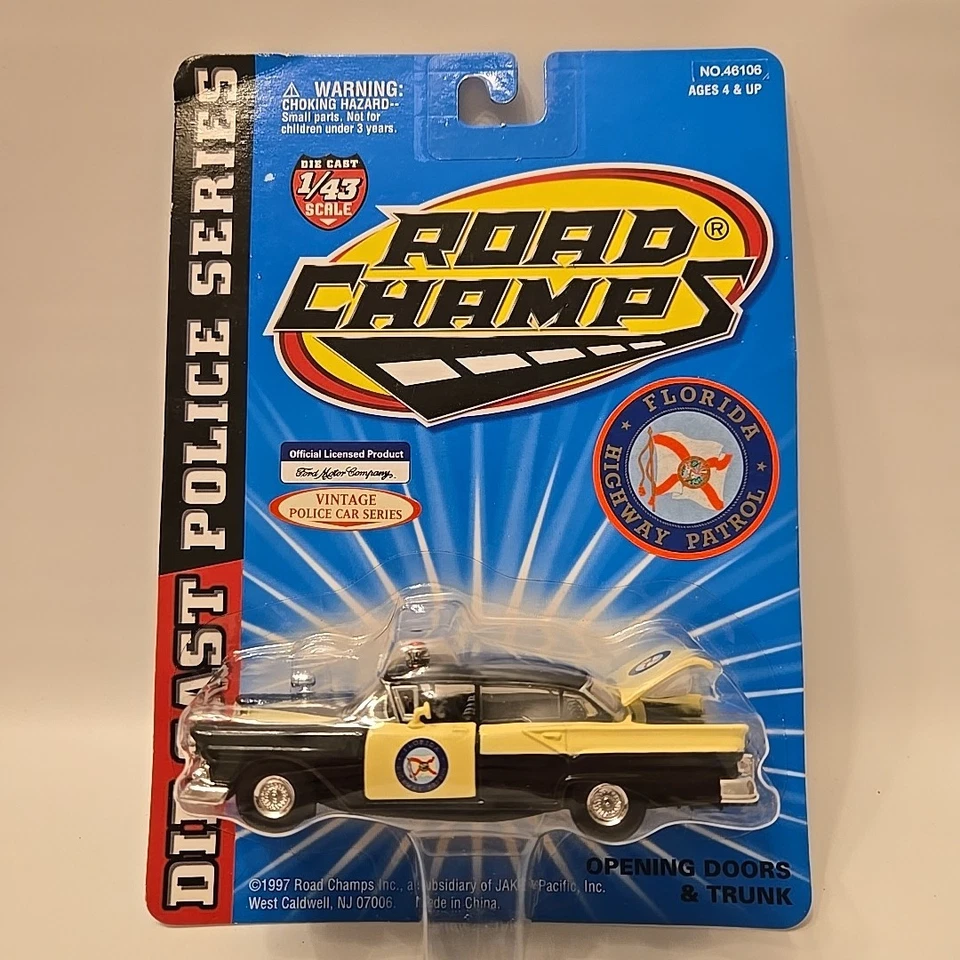 NO.46106
AGES 4 & UP
WARNING:
CHOKING HAZARD--
Small parts. Not for
children under 3 years.
DIE CAST
1/43
SCALE
ROAD ®
CHAMPS
DIE CAST POLICE SERIES
FLORIDA
HIGHWAY PATROL
Official Licensed Product
Ford Motor Company.
VINTAGE
POLICE CAR SERIES
FLORIDA
OPENING DOORS
& TRUNK
©1997 Road Champs Inc., a subsidiary of JAKKS Pacific, Inc.
West Caldwell, NJ 07006. Made in China.